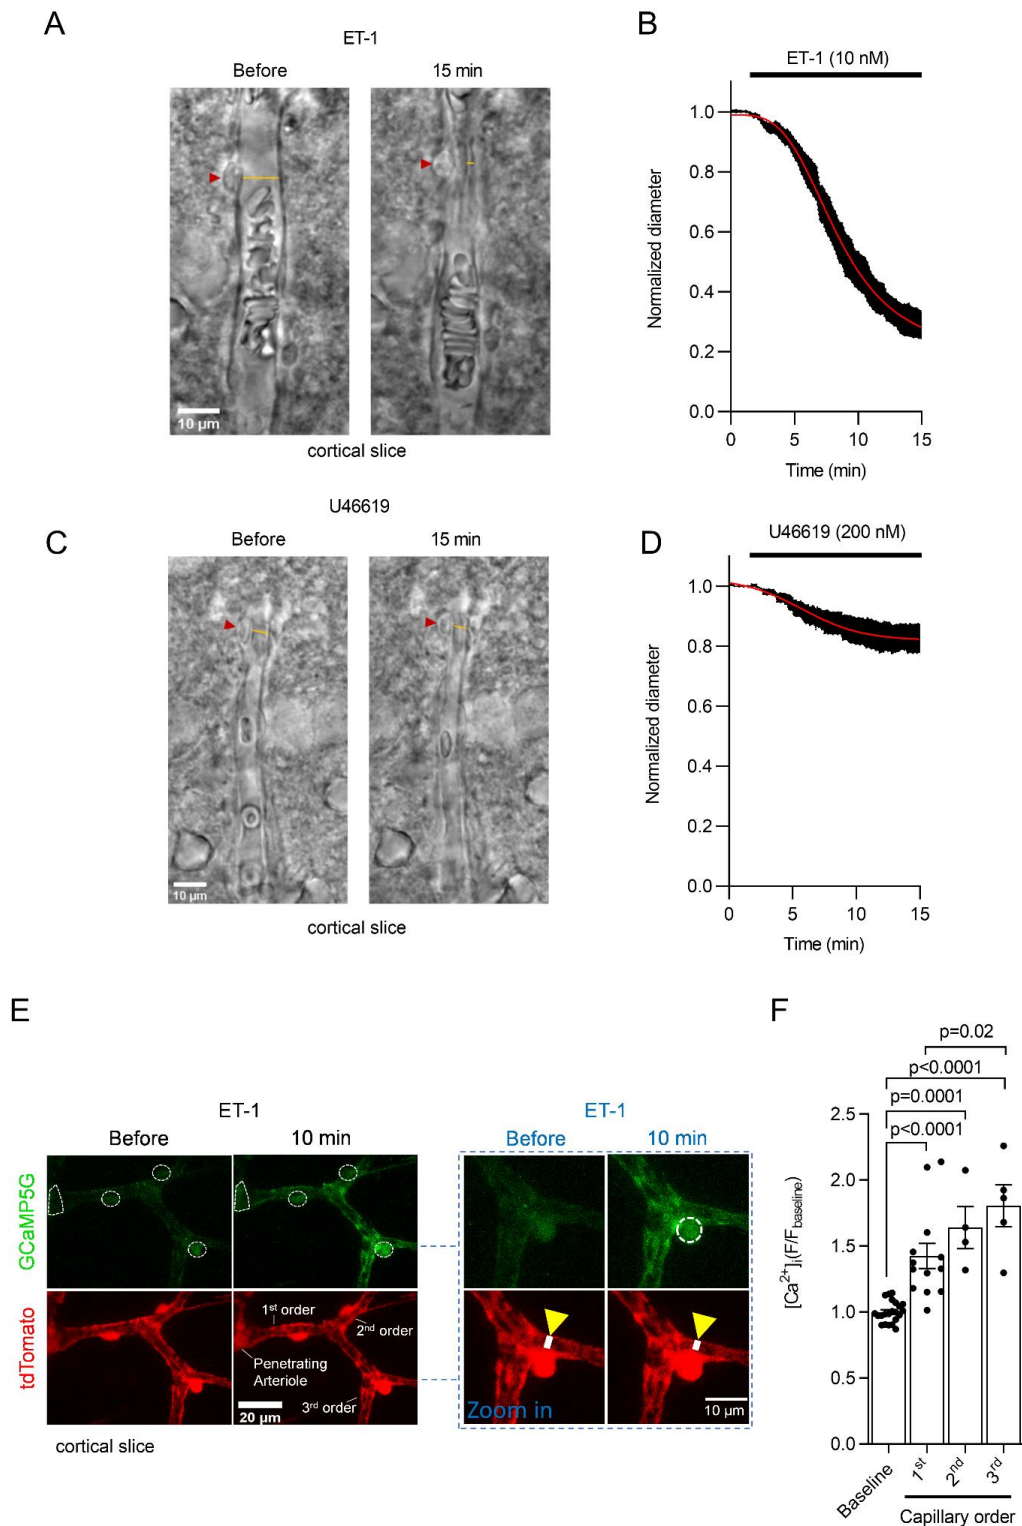 A
ET-1
Before
15 min
10 µm
cortical slice
B
ET-1 (10 nM)
1.0
0.8
0.6
0.4
0.2
0.0
Normalized diameter
0
5
10
15
Time (min)
U46619
C
Before
15 min
10 µm
cortical slice
D
U46619 (200 nM)
1.0
0.8
0.6
0.4
0.2
0.0
Normalized diameter
0
5
10
15
Time (min)
E
ET-1
Before
10 min
GCaMP5G
tdTomato
1st order
2nd order
Penetrating
Arteriole
3rd order
20 µm
cortical slice
ET-1
Before
10 min
Zoom in
10 µm
F
p=0.02
p<0.0001
p=0.0001
p<0.0001
2.5
2.0
1.5
1.0
0.5
0.0
[Ca2+]i(F/Fbaseline)
Baseline
1st
2nd
3rd
Capillary order